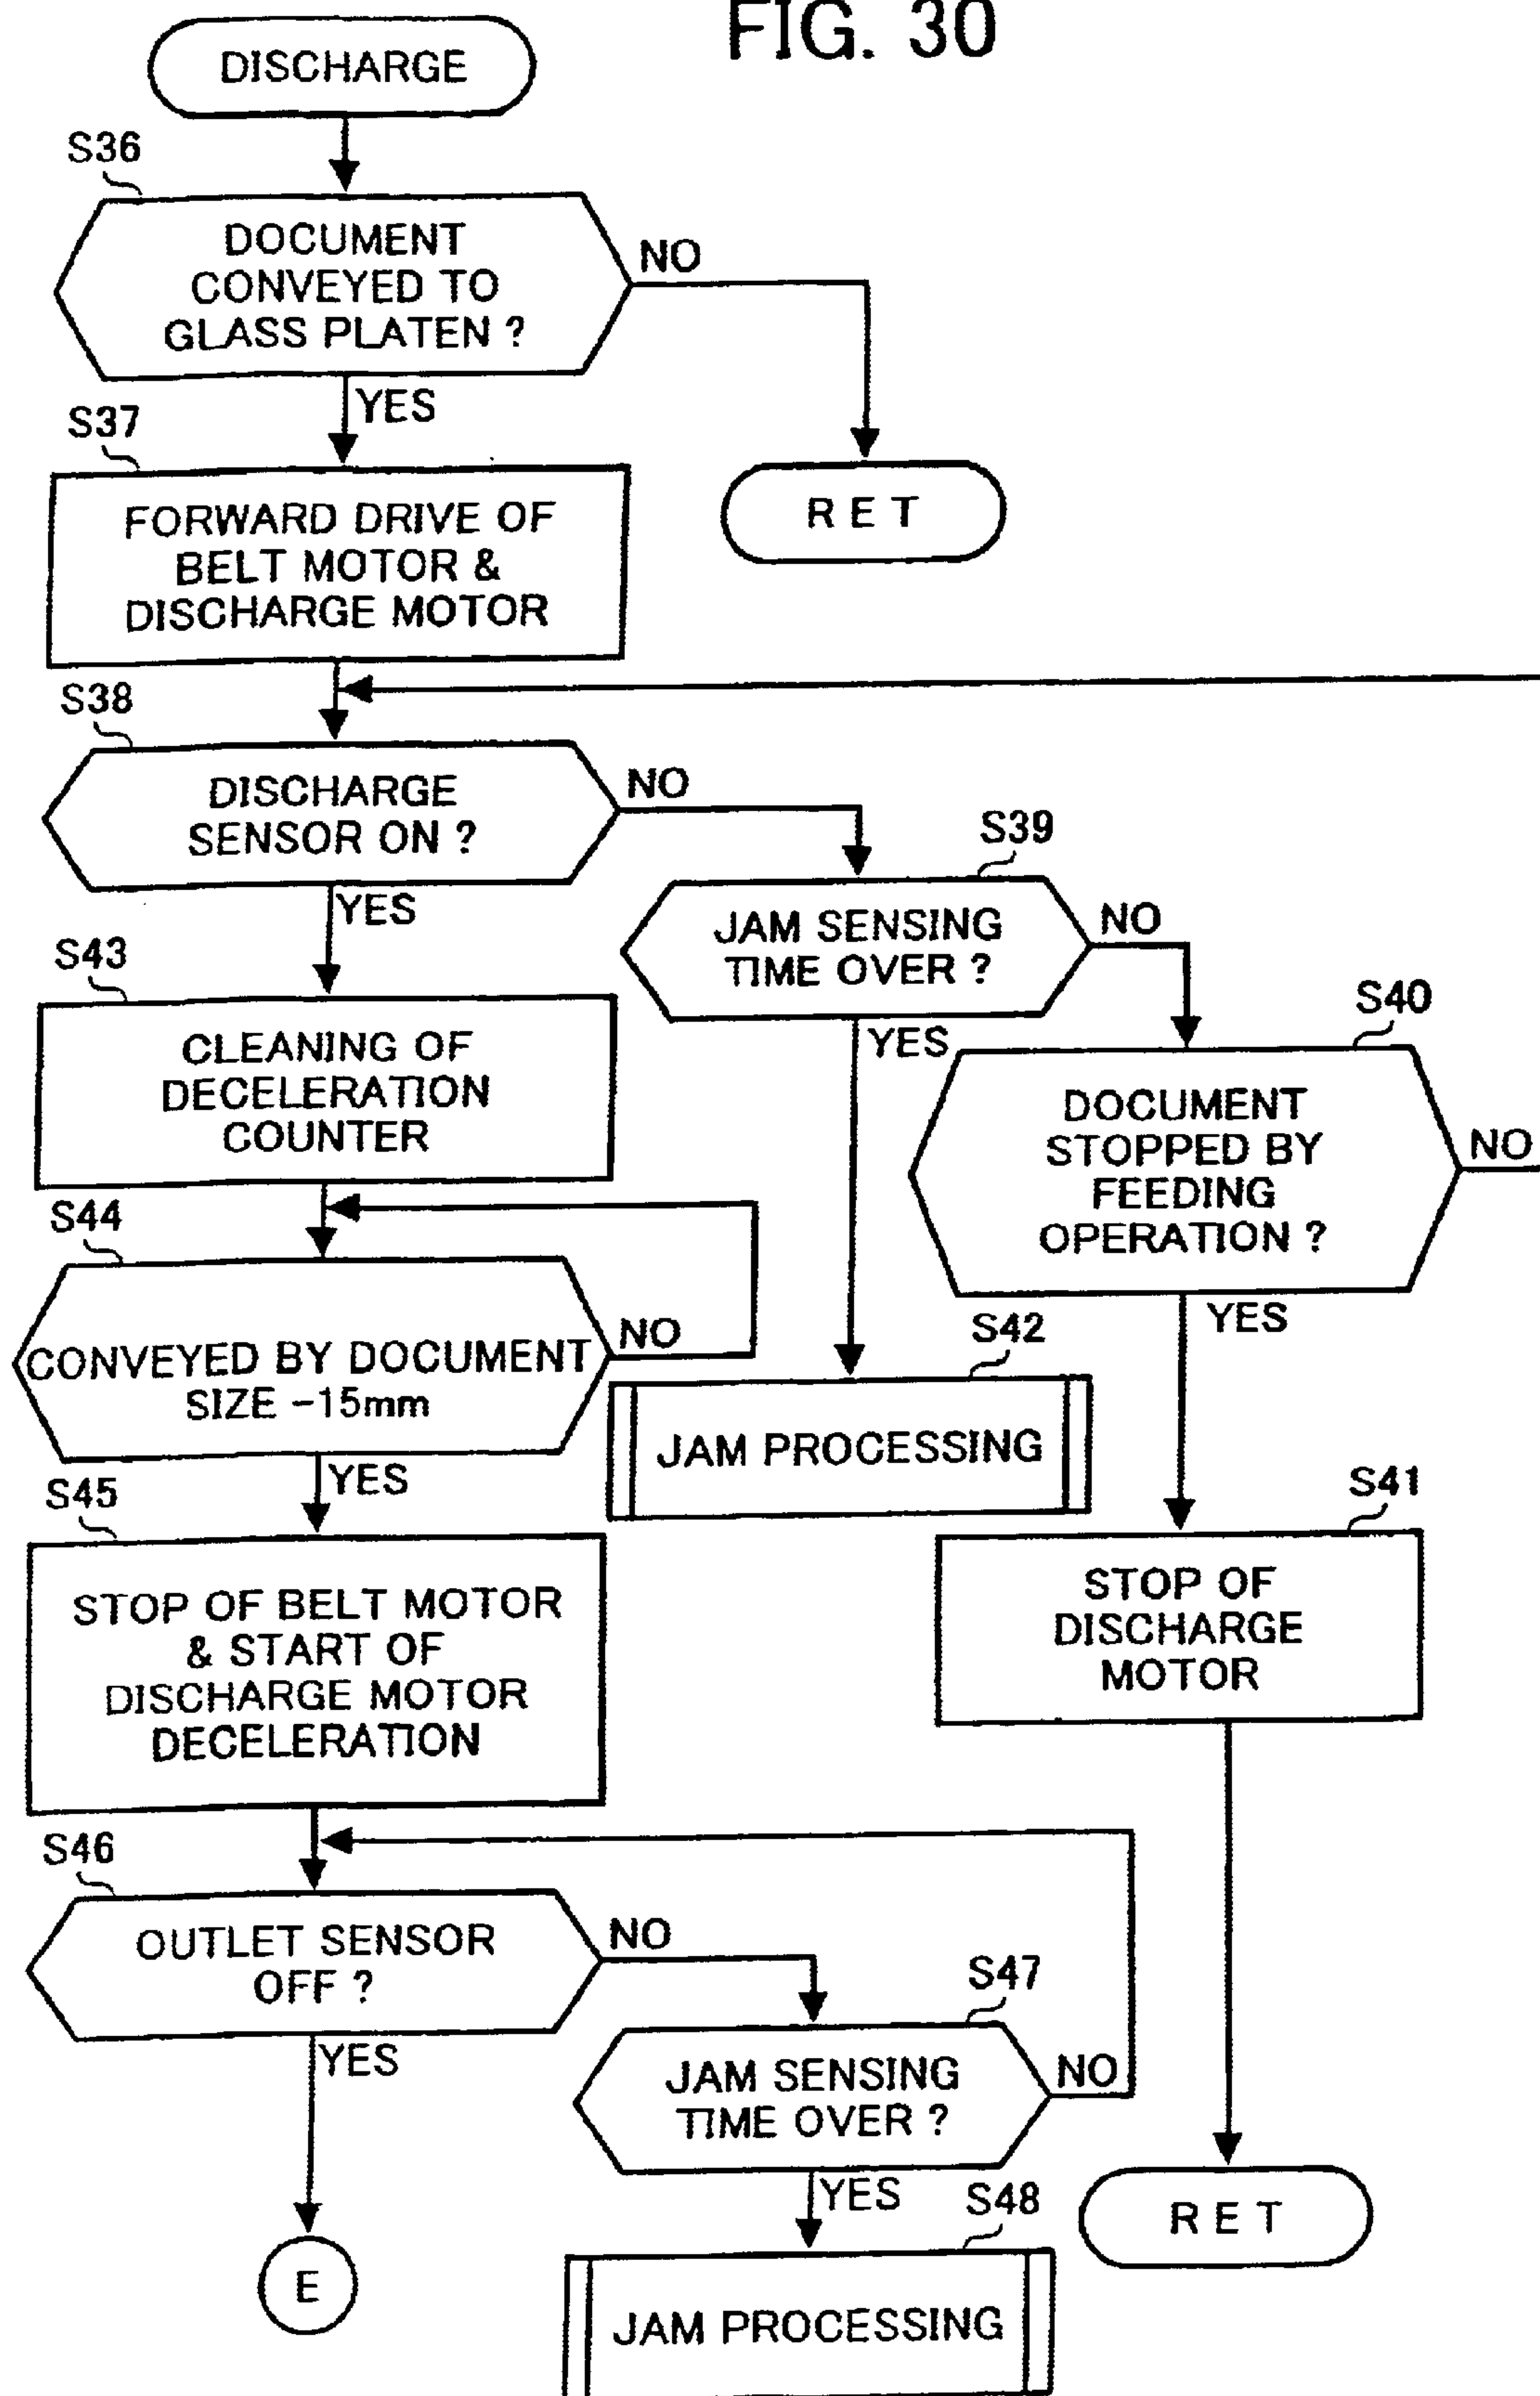 FIG. 30
DISCHARGE
S36
DOCUMENT
CONVEYED TO
GLASS PLATEN ?
NO
YES
RET
S37
FORWARD DRIVE OF
BELT MOTOR &
DISCHARGE MOTOR
S38
DISCHARGE
SENSOR ON ?
NO
YES
S39
JAM SENSING
TIME OVER ?
NO
YES
S40
DOCUMENT
STOPPED BY
FEEDING
OPERATION ?
NO
YES
S43
CLEANING OF
DECELERATION
COUNTER
S44
CONVEYED BY DOCUMENT
SIZE -15mm
NO
YES
S42
JAM PROCESSING
S41
STOP OF
DISCHARGE
MOTOR
S45
STOP OF BELT MOTOR
& START OF
DISCHARGE MOTOR
DECELERATION
S46
OUTLET SENSOR
OFF ?
NO
YES
S47
JAM SENSING
TIME OVER ?
NO
YES
RET
E
S48
JAM PROCESSING